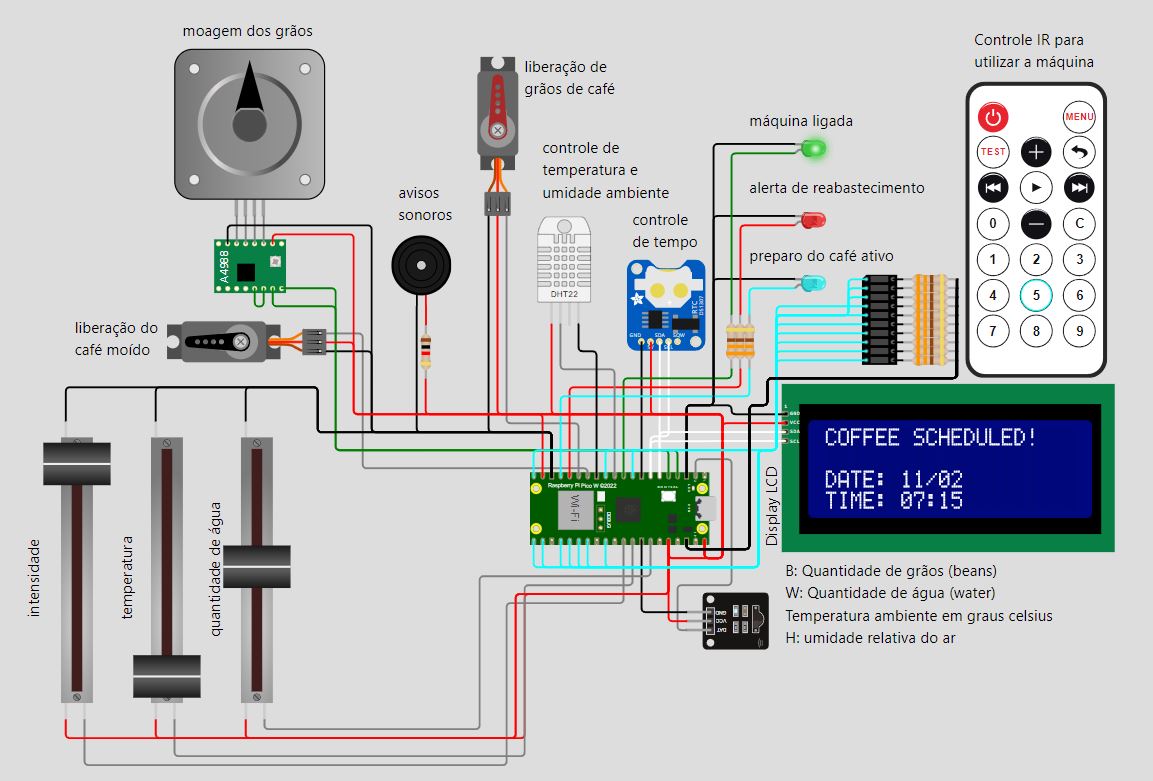 moagem dos grãos
liberação de
grãos de café
Controle IR para
utilizar a máquina
máquina ligada
controle de
temperatura e
umidade ambiente
avisos
sonoros
alerta de reabastecimento
controle
de tempo
preparo do café ativo
MENU
TEST
0
C
1
2
3
4
5
6
7
8
9
A4988
DHT22
RTC
DS1307
GND
SDA
SQW
liberação do
café moído
1
GND
VCC
SDA
SCL
COFFEE SCHEDULED!
DATE: 11/02
TIME: 07:15
Display LCD
Raspberry Pi Pico W ©2022
Wi-Fi
DEBUG
intensidade
temperatura
quantidade de água
GND
VCC
DAT
B: Quantidade de grãos (beans)
W: Quantidade de água (water)
Temperatura ambiente em graus celsius
H: umidade relativa do ar